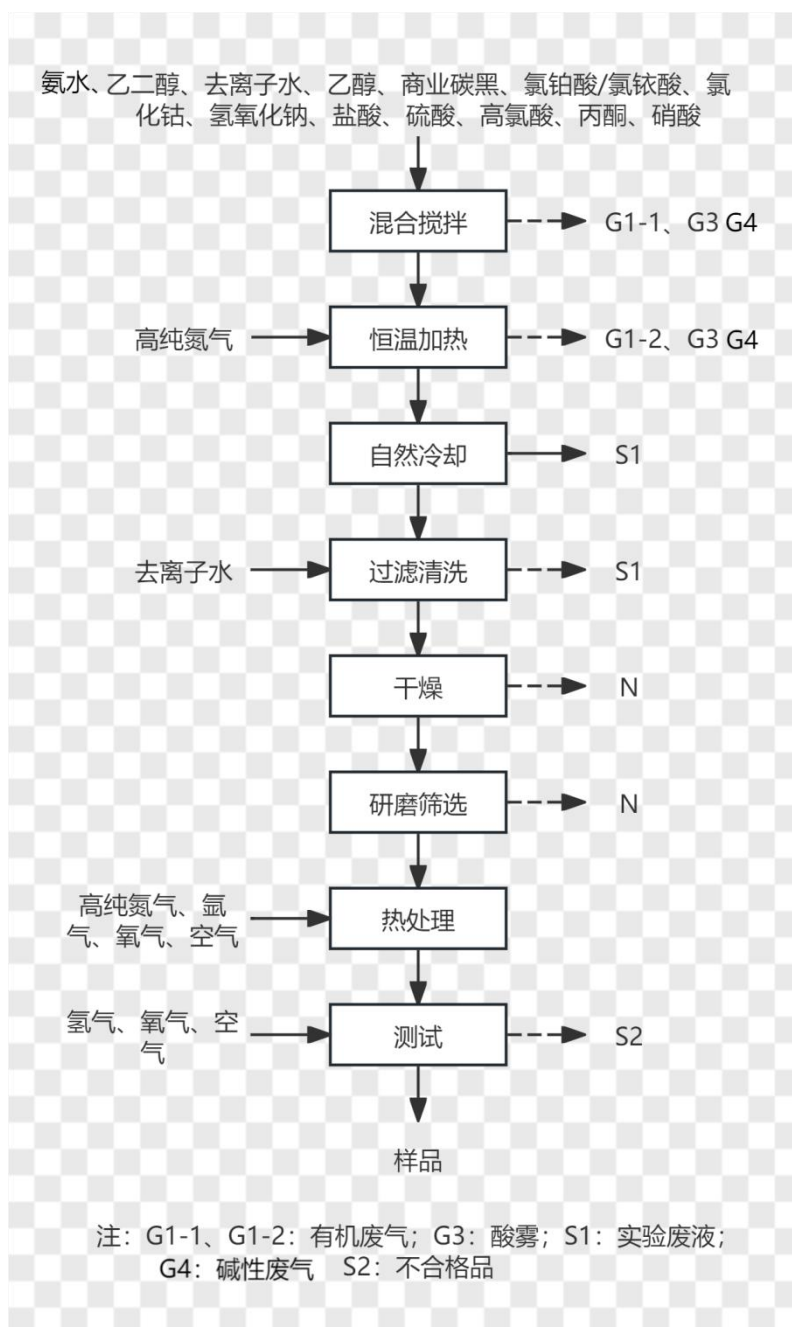 氨水、乙二醇、去离子水、乙醇、商业碳黑、氯铂酸/氯铱酸、氯
化钴、氢氧化钠、盐酸、硫酸、高氯酸、丙酮、硝酸
混合搅拌
G1-1、G3 G4
高纯氮气
恒温加热
G1-2、G3 G4
自然冷却
S1
去离子水
过滤清洗
S1
干燥
N
研磨筛选
N
高纯氮气、氩
气、氧气、空气
热处理
氢气、氧气、空
气
测试
S2
样品
注：G1-1、G1-2：有机废气；G3：酸雾；S1：实验废液；
G4：碱性废气 S2：不合格品